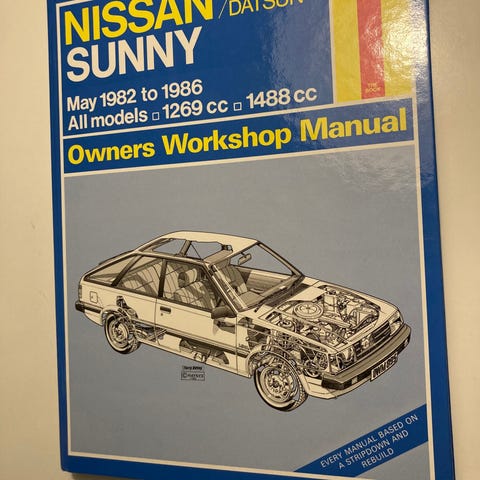 NISSAN /DATSUN
SUNNY
May 1982 to 1986
All models □ 1269 cc □ 1488 cc
Owners Workshop Manual
EVERY MANUAL BASED ON
A STRIPDOWN AND
REBUILD